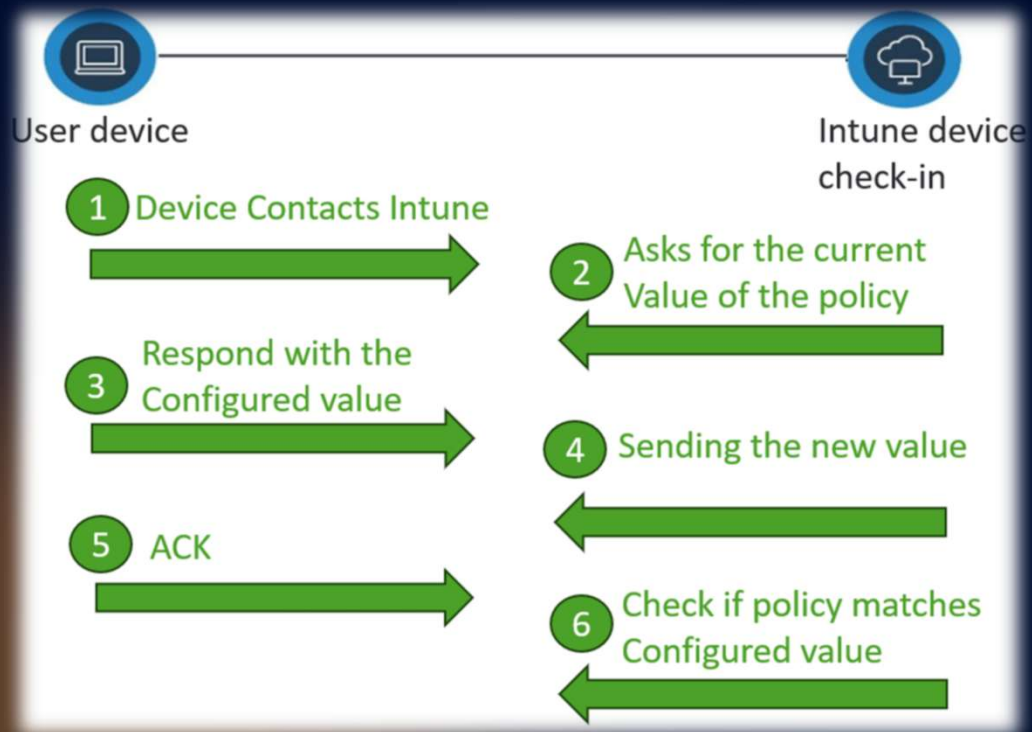 User device
Intune device
check-in
1 Device Contacts Intune
2 Asks for the current
Value of the policy
3 Respond with the
Configured value
4 Sending the new value
5 ACK
6 Check if policy matches
Configured value